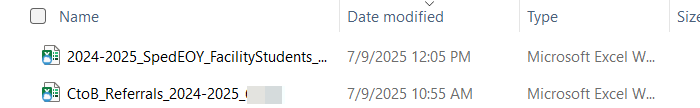 Name Date modified Type Size
2024-2025_SpedEOY_FacilityStudents_... 7/9/2025 12:05 PM Microsoft Excel W...
CtoB_Referrals_2024-2025_ 7/9/2025 10:55 AM Microsoft Excel W...